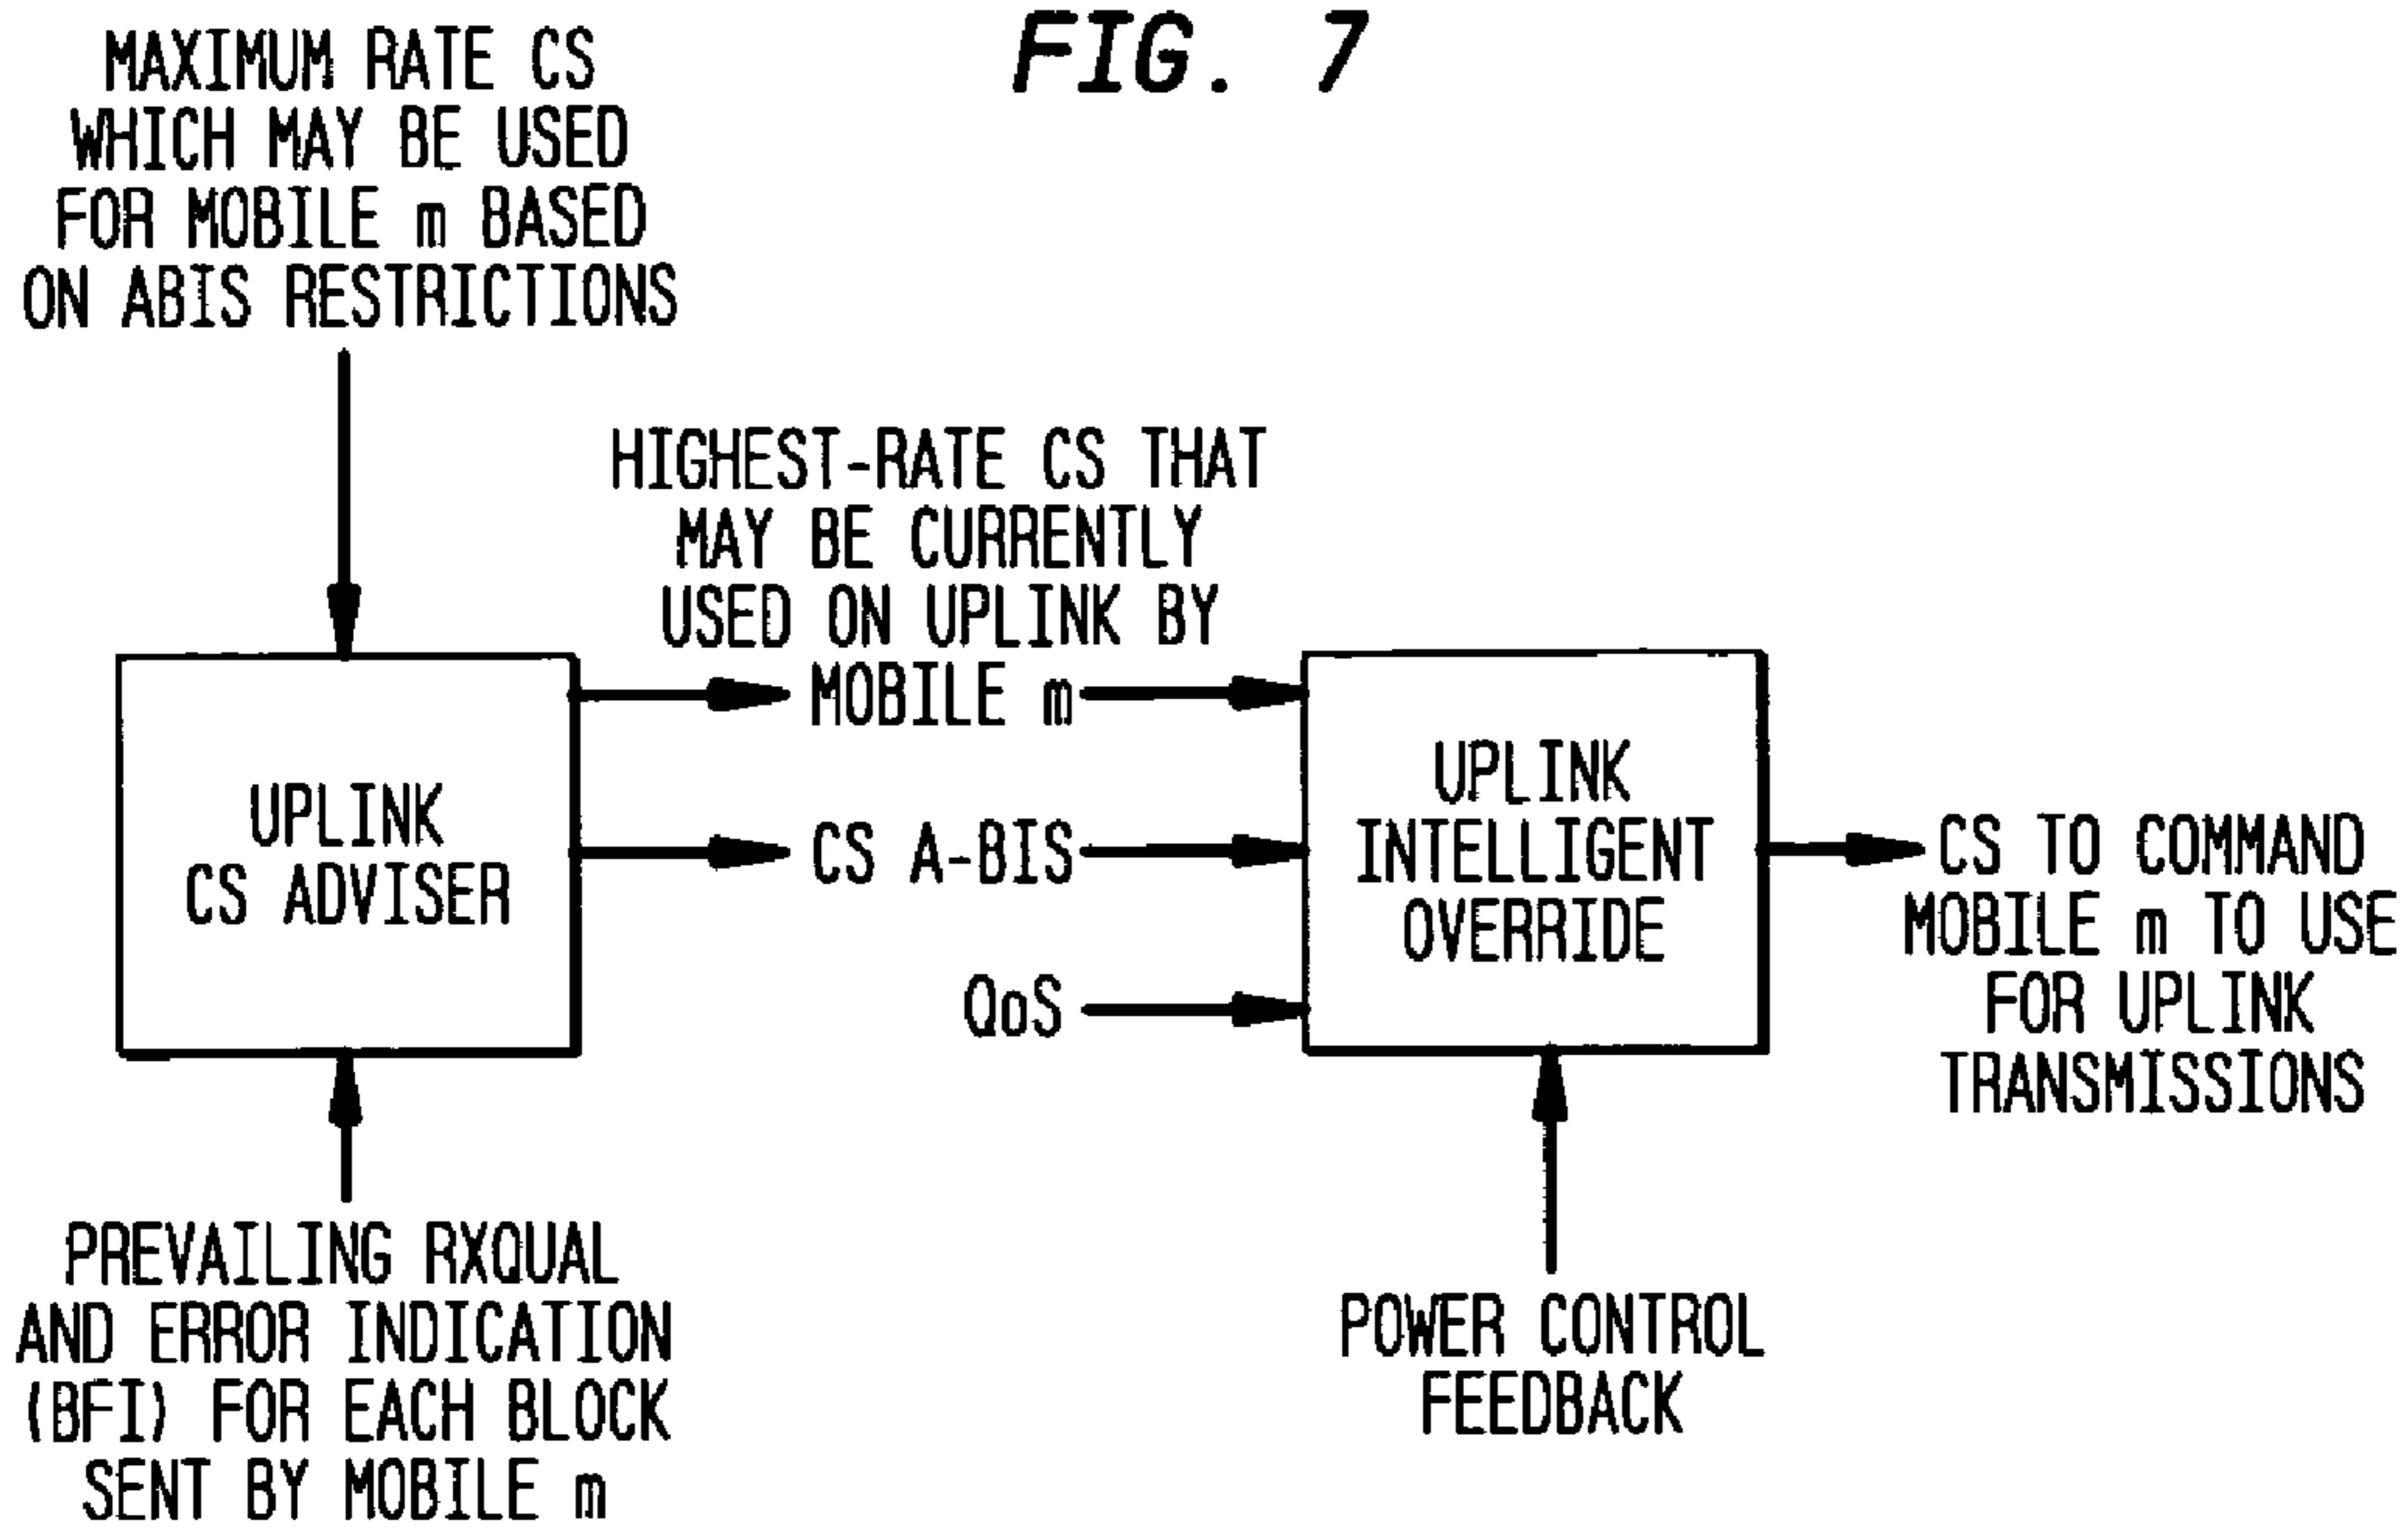 FIG. 7
MAXIMUM RATE CS
WHICH MAY BE USED
FOR MOBILE m BASED
ON ABIS RESTRICTIONS
HIGHEST-RATE CS THAT
MAY BE CURRENTLY
USED ON UPLINK BY
MOBILE m
UPLINK
CS ADVISER
CS A-BIS
QoS
UPLINK
INTELLIGENT
OVERRIDE
CS TO COMMAND
MOBILE m TO USE
FOR UPLINK
TRANSMISSIONS
PREVAILING RXQUAL
AND ERROR INDICATION
(BFI) FOR EACH BLOCK
SENT BY MOBILE m
POWER CONTROL
FEEDBACK